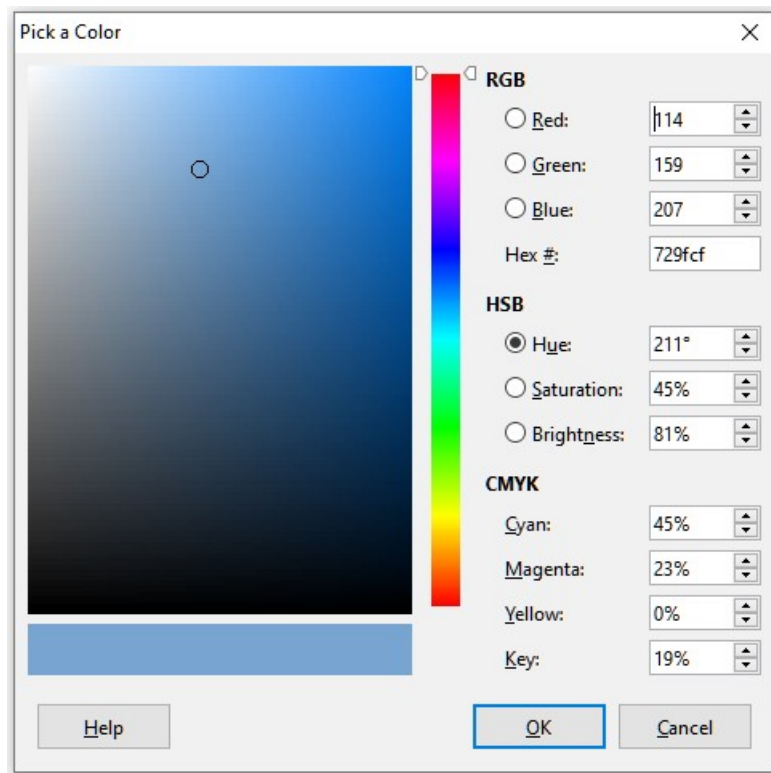 Pick a Color
RGB
Red: 114
Green: 159
Blue: 207
Hex #: 729fcf
HSB
Hue: 211°
Saturation: 45%
Brightness: 81%
CMYK
Cyan: 45%
Magenta: 23%
Yellow: 0%
Key: 19%
Help OK Cancel